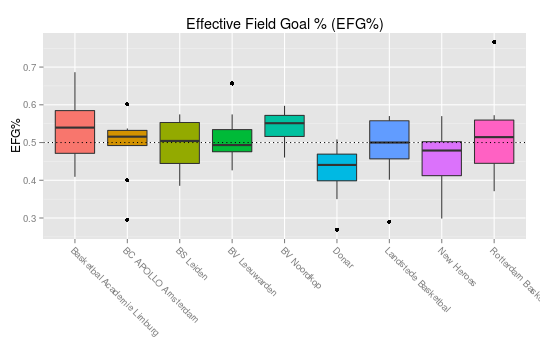 Effective Field Goal % (EFG%)
EFG%
0.7
0.6
0.5
0.4
0.3
Basketbal Academie Limburg
BC APOLLO Amsterdam
BS Leiden
BV Leeuwarden
BV Noordkop
Donar
Landstede Basketbal
New Heroes
Rotterdam